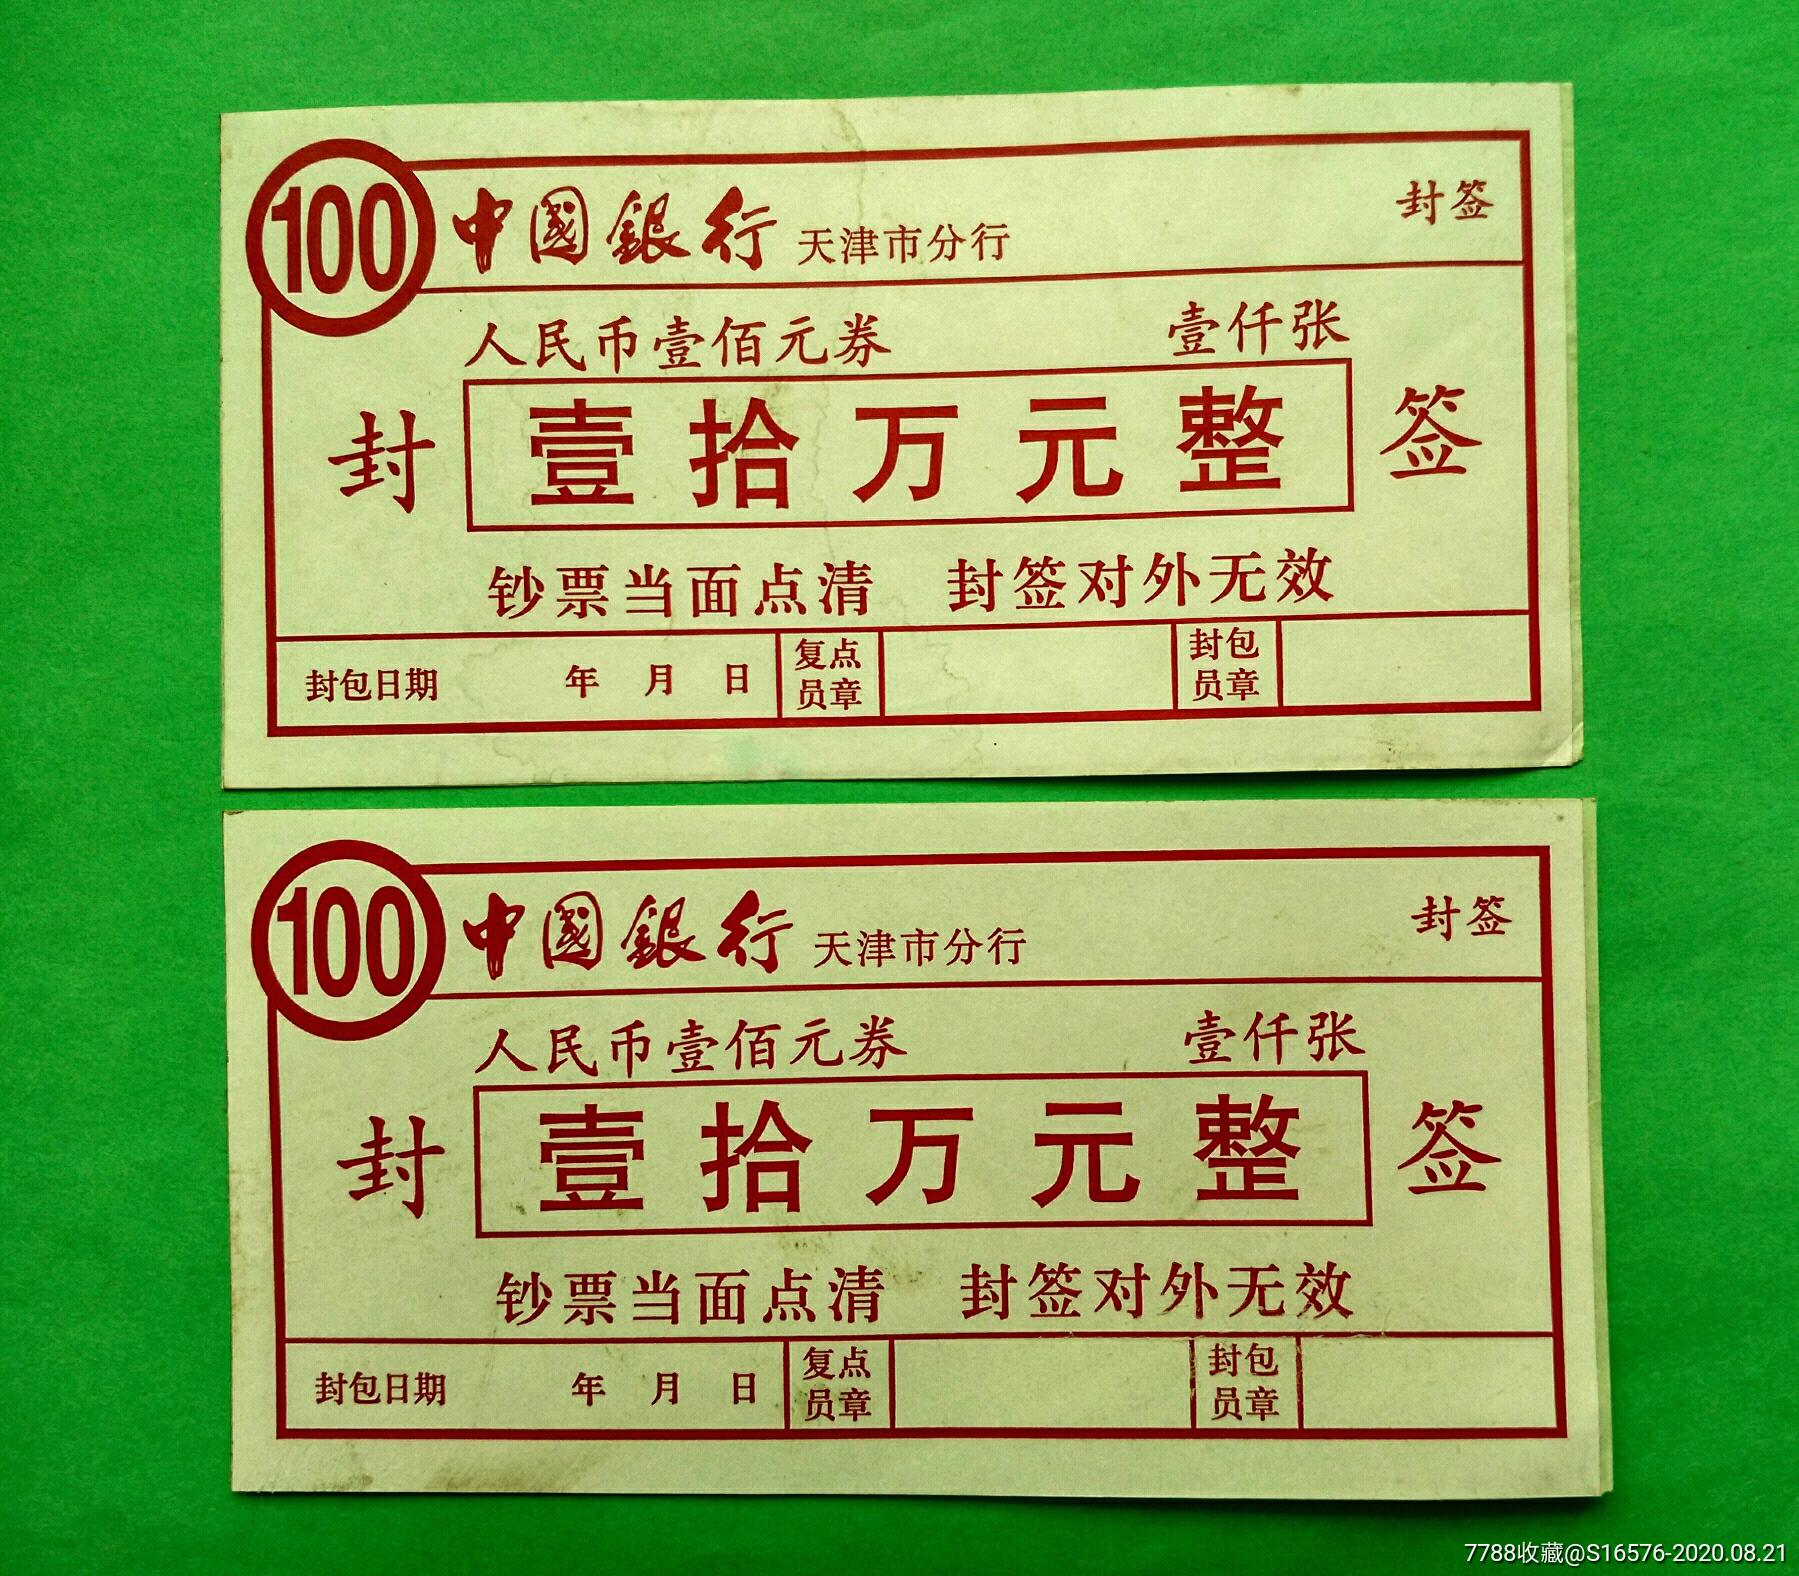 100 中國銀行 天津市分行 封签
人民币壹佰元券 壹仟张
封 壹拾万元整 签
钞票当面点清 封签对外无效
封包日期 年 月 日 复点员章 封包员章
100 中國銀行 天津市分行 封签
人民币壹佰元券 壹仟张
封 壹拾万元整 签
钞票当面点清 封签对外无效
封包日期 年 月 日 复点员章 封包员章
7788收藏@S16576-2020.08.21